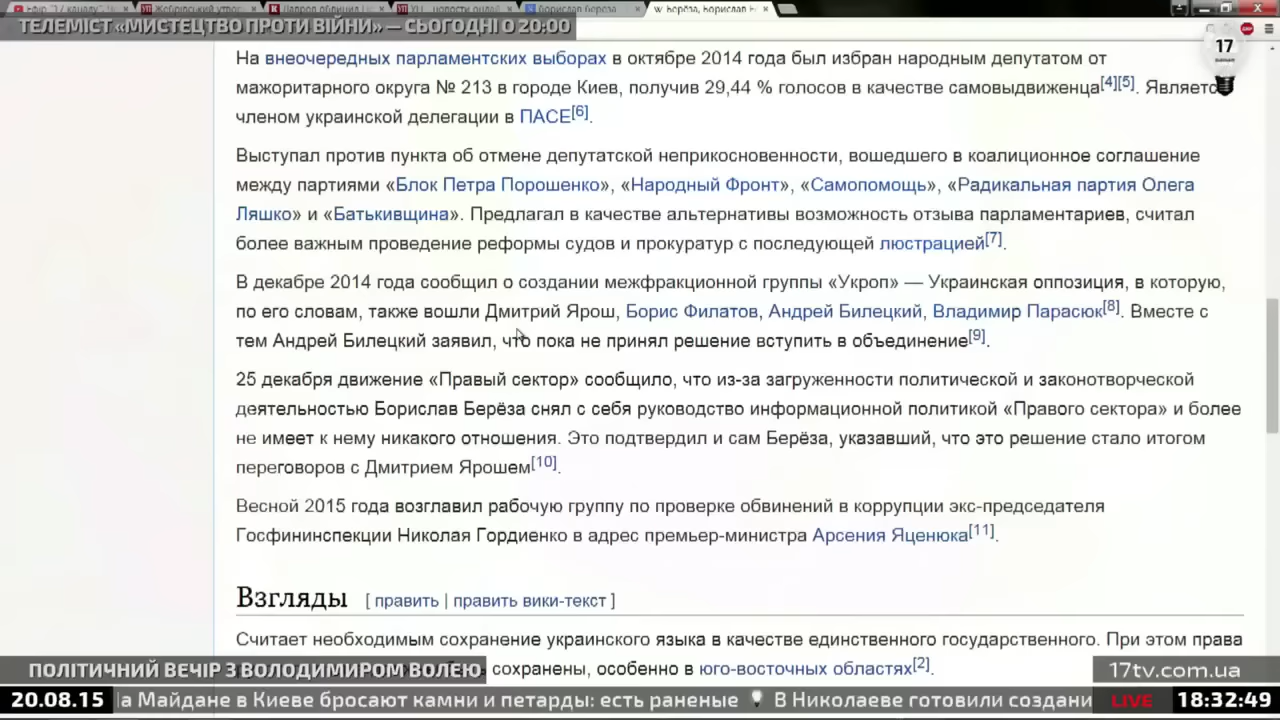 ТЕЛЕМІСТ «МИСТЕЦТВО ПРОТИ ВІЙНИ» — СЬОГОДНІ О 20:00
17
На внеочередных парламентских выборах в октябре 2014 года был избран народным депутатом от
мажоритарного округа № 213 в городе Киев, получив 29,44 % голосов в качестве самовыдвиженца[4][5]. Являетс
членом украинской делегации в ПАСЕ[6].
Выступал против пункта об отмене депутатской неприкосновенности, вошедшего в коалиционное соглашение
между партиями «Блок Петра Порошенко», «Народный Фронт», «Самопомощь», «Радикальная партия Олега
Ляшко» и «Батькивщина». Предлагал в качестве альтернативы возможность отзыва парламентариев, считал
более важным проведение реформы судов и прокуратур с последующей люстрацией[7].
В декабре 2014 года сообщил о создании межфракционной группы «Укроп» — Украинская оппозиция, в которую,
по его словам, также вошли Дмитрий Ярош, Борис Филатов, Андрей Билецкий, Владимир Парасюк[8]. Вместе с
тем Андрей Билецкий заявил, что пока не принял решение вступить в объединение[9].
25 декабря движение «Правый сектор» сообщило, что из-за загруженности политической и законотворческой
деятельностью Борислав Берёза снял с себя руководство информационной политикой «Правого сектора» и более
не имеет к нему никакого отношения. Это подтвердил и сам Берёза, указавший, что это решение стало итогом
переговоров с Дмитрием Ярошем[10].
Весной 2015 года возглавил рабочую группу по проверке обвинений в коррупции экс-председателя
Госфининспекции Николая Гордиенко в адрес премьер-министра Арсения Яценюка[11].
Взгляды [ править | править вики-текст ]
Считает необходимым сохранение украинского языка в качестве единственного государственного. При этом права
сохранены, особенно в юго-восточных областях[2].
ПОЛІТИЧНИЙ ВЕЧІР З ВОЛОДИМИРОМ ВОЛЕЮ.
17tv.com.ua
20.08.15 а Майдане в Киеве бросают камни и петарды: есть раненые В Николаеве готовили создани LIVE 18:32:49